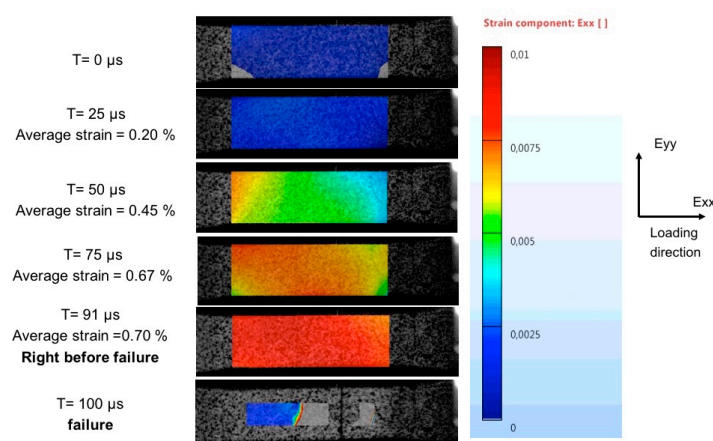 Strain component: Exx [ ]
T= 0 µs
T= 25 µs
Average strain = 0.20 %
T= 50 µs
Average strain = 0.45 %
T= 75 µs
Average strain = 0.67 %
T= 91 µs
Average strain =0.70 %
Right before failure
T= 100 µs
failure
0,01
0,0075
0,005
0,0025
0
Eyy
Exx
Loading
direction